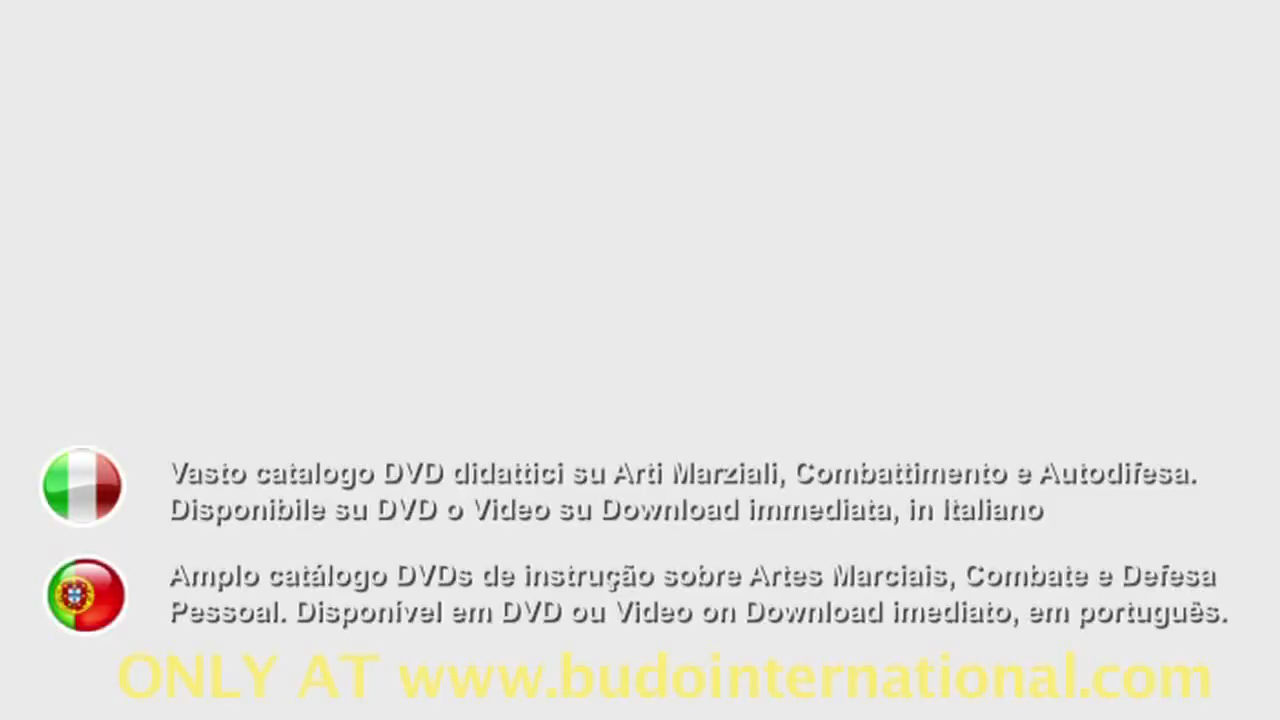 Vasto catalogo DVD didattici su Arti Marziali, Combattimento e Autodifesa.
Disponibile su DVD o Video su Download immediata, in Italiano
Amplo catálogo DVDs de instrução sobre Artes Marciais, Combate e Defesa
Pessoal. Disponível em DVD ou Video on Download imediato, em português.
ONLY AT www.budointernational.com